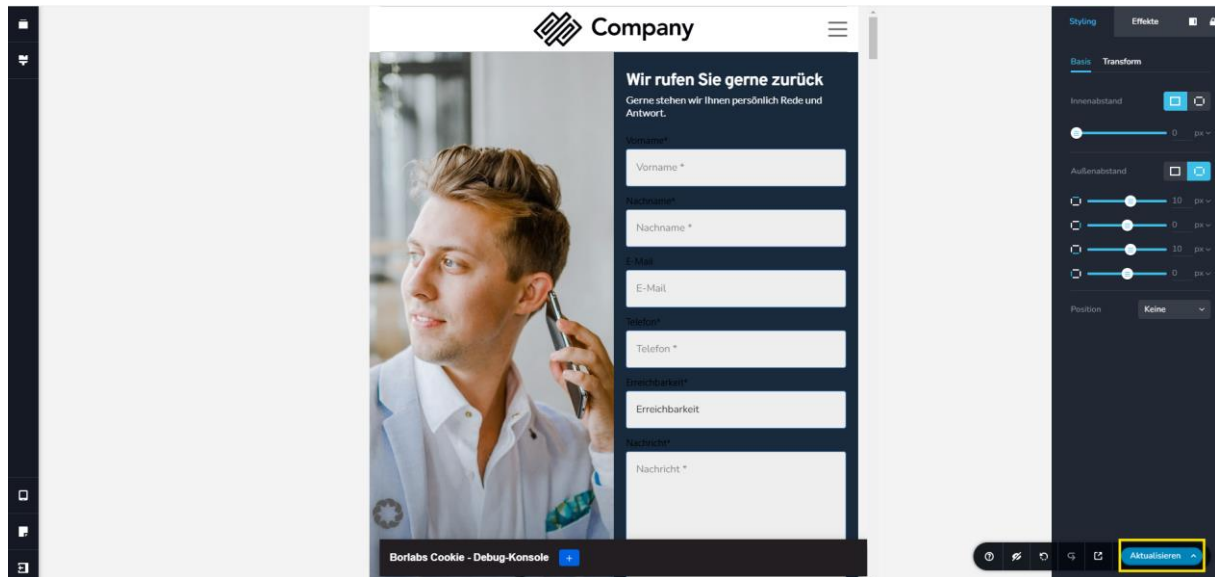 Company
Wir rufen Sie gerne zurück
Gerne stehen wir Ihnen persönlich Rede und
Antwort.
Vorname*
Vorname *
Nachname*
Nachname *
E-Mail
E-Mail
Telefon*
Telefon *
Erreichbarkeit*
Erreichbarkeit
Nachricht*
Nachricht *
Borlabs Cookie - Debug-Konsole +
Styling Effekte
Basis Transform
Innenabstand
0 px
Außenabstand
10 px
0 px
10 px
0 px
Position Keine
Aktualisieren